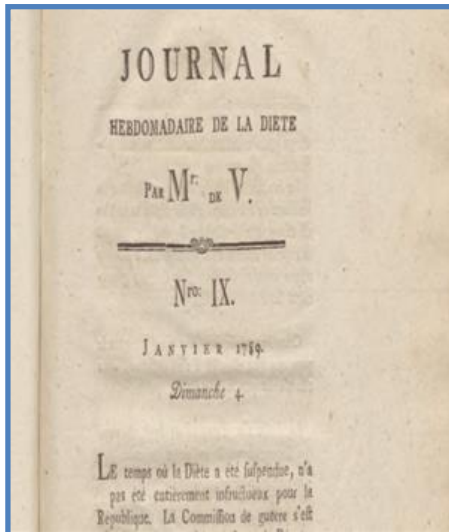 JOURNAL
HEBDOMADAIRE DE LA DIETE
PAR Mr: DE V.
Nro: IX.
JANVIER 1789.
Dimanche 4.
LE temps où la Diète a été suspendue, n'a
pas été entiérement infructueux pour la
Republique. La Commission de guerre s'est